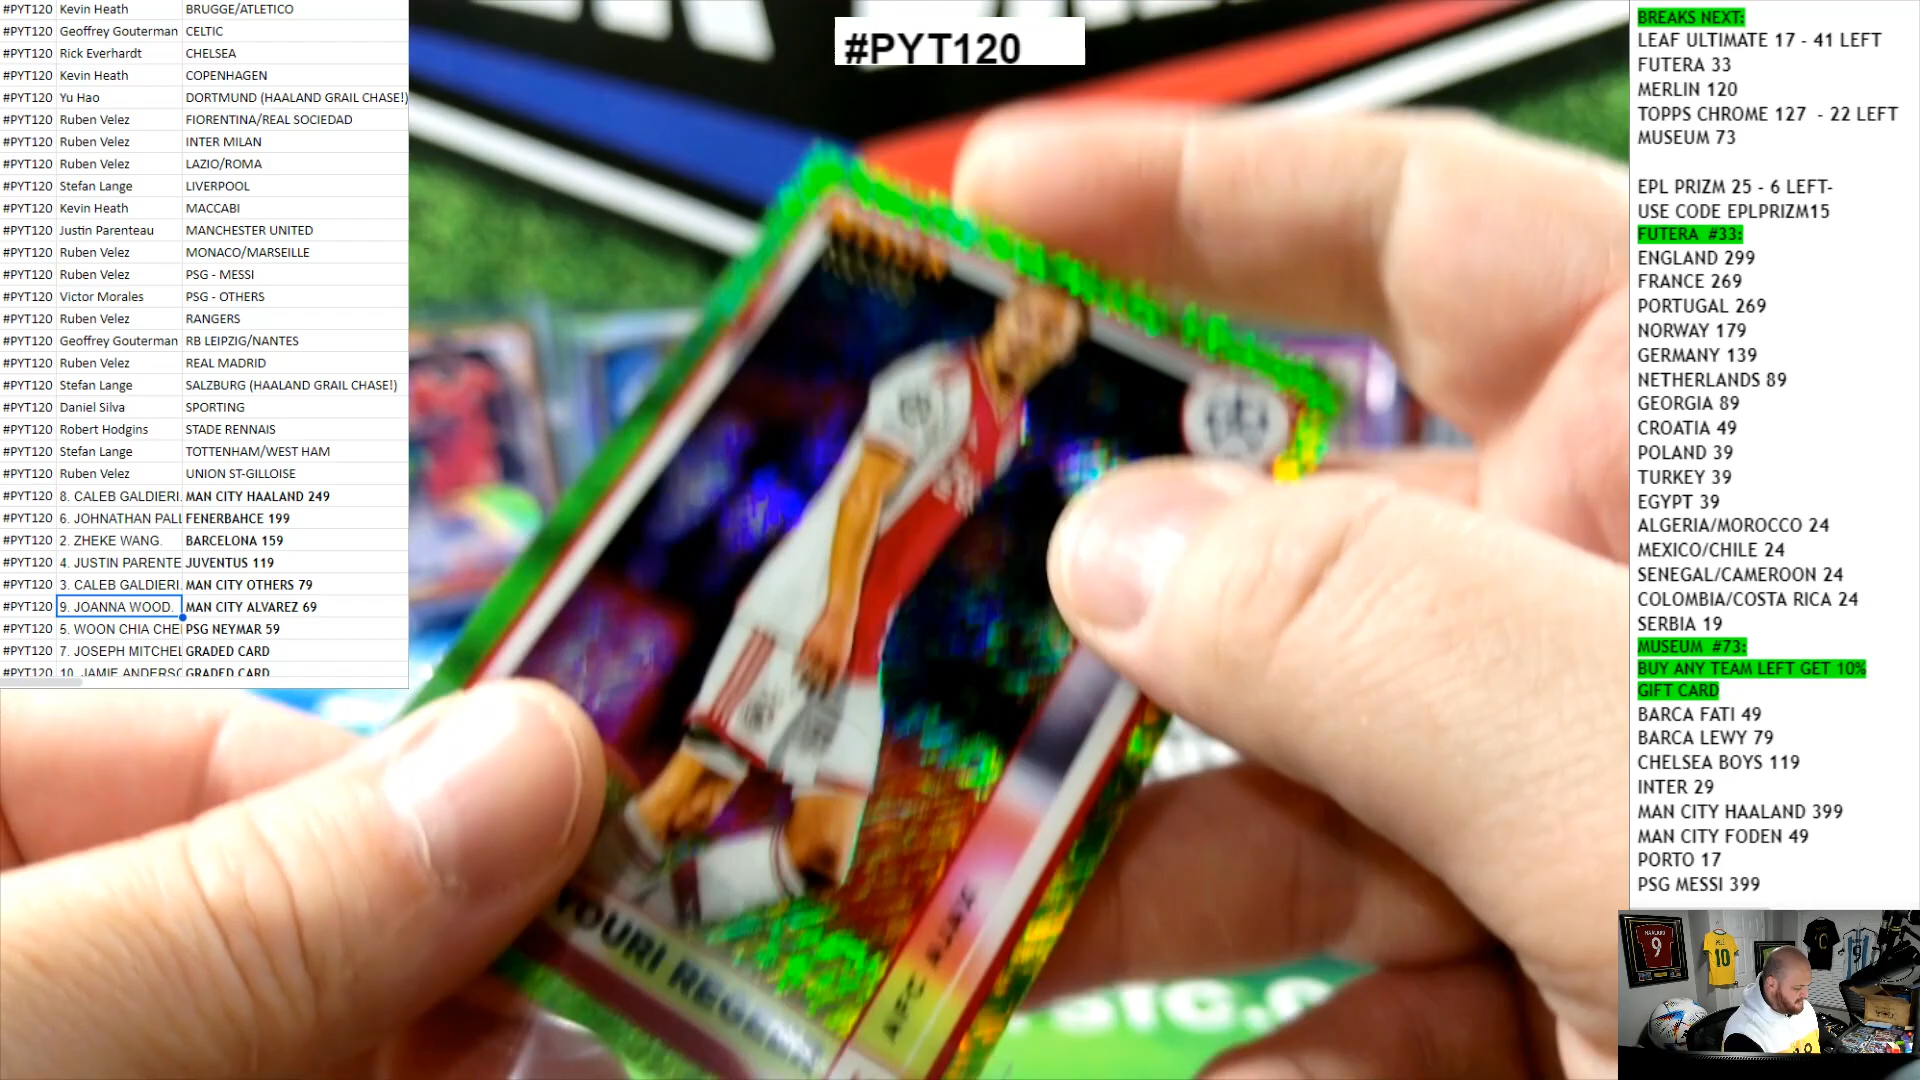 #PYT120 Kevin Heath BRUGGE/ATLETICO
#PYT120 Geoffrey Gouterman CELTIC
#PYT120 Rick Everhardt CHELSEA
#PYT120 Kevin Heath COPENHAGEN
#PYT120 Yu Hao DORTMUND (HAALAND GRAIL CHASE!)
#PYT120 Ruben Velez FIORENTINA/REAL SOCIEDAD
#PYT120 Ruben Velez INTER MILAN
#PYT120 Ruben Velez LAZIO/ROMA
#PYT120 Stefan Lange LIVERPOOL
#PYT120 Kevin Heath MACCABI
#PYT120 Justin Parenteau MANCHESTER UNITED
#PYT120 Ruben Velez MONACO/MARSEILLE
#PYT120 Ruben Velez PSG - MESSI
#PYT120 Victor Morales PSG - OTHERS
#PYT120 Ruben Velez RANGERS
#PYT120 Geoffrey Gouterman RB LEIPZIG/NANTES
#PYT120 Ruben Velez REAL MADRID
#PYT120 Stefan Lange SALZBURG (HAALAND GRAIL CHASE!)
#PYT120 Daniel Silva SPORTING
#PYT120 Robert Hodgins STADE RENNAIS
#PYT120 Stefan Lange TOTTENHAM/WEST HAM
#PYT120 Ruben Velez UNION ST-GILLOISE
#PYT120 8. CALEB GALDIERI. MAN CITY HAALAND 249
#PYT120 6. JOHNATHAN PALL FENERBAHCE 199
#PYT120 2. ZHEKE WANG. BARCELONA 159
#PYT120 4. JUSTIN PARENTE JUVENTUS 119
#PYT120 3. CALEB GALDIERI. MAN CITY OTHERS 79
#PYT120 9. JOANNA WOOD. MAN CITY ALVAREZ 69
#PYT120 5. WOON CHIA CHE PSG NEYMAR 59
#PYT120 7. JOSEPH MITCHEL GRADED CARD
#PYT120 10. JAMIE ANDERSO GRADED CARD
#PYT120
YOURI REGEER
AFC AJAX
BREAKS NEXT:
LEAF ULTIMATE 17 - 41 LEFT
FUTERA 33
MERLIN 120
TOPPS CHROME 127 - 22 LEFT
MUSEUM 73
EPL PRIZM 25 - 6 LEFT-
USE CODE EPLPRIZM15
FUTERA #33:
ENGLAND 299
FRANCE 269
PORTUGAL 269
NORWAY 179
GERMANY 139
NETHERLANDS 89
GEORGIA 89
CROATIA 49
POLAND 39
TURKEY 39
EGYPT 39
ALGERIA/MOROCCO 24
MEXICO/CHILE 24
SENEGAL/CAMEROON 24
COLOMBIA/COSTA RICA 24
SERBIA 19
MUSEUM #73:
BUY ANY TEAM LEFT GET 10%
GIFT CARD
BARCA FATI 49
BARCA LEWY 79
CHELSEA BOYS 119
INTER 29
MAN CITY HAALAND 399
MAN CITY FODEN 49
PORTO 17
PSG MESSI 399
HAALAND
9
10